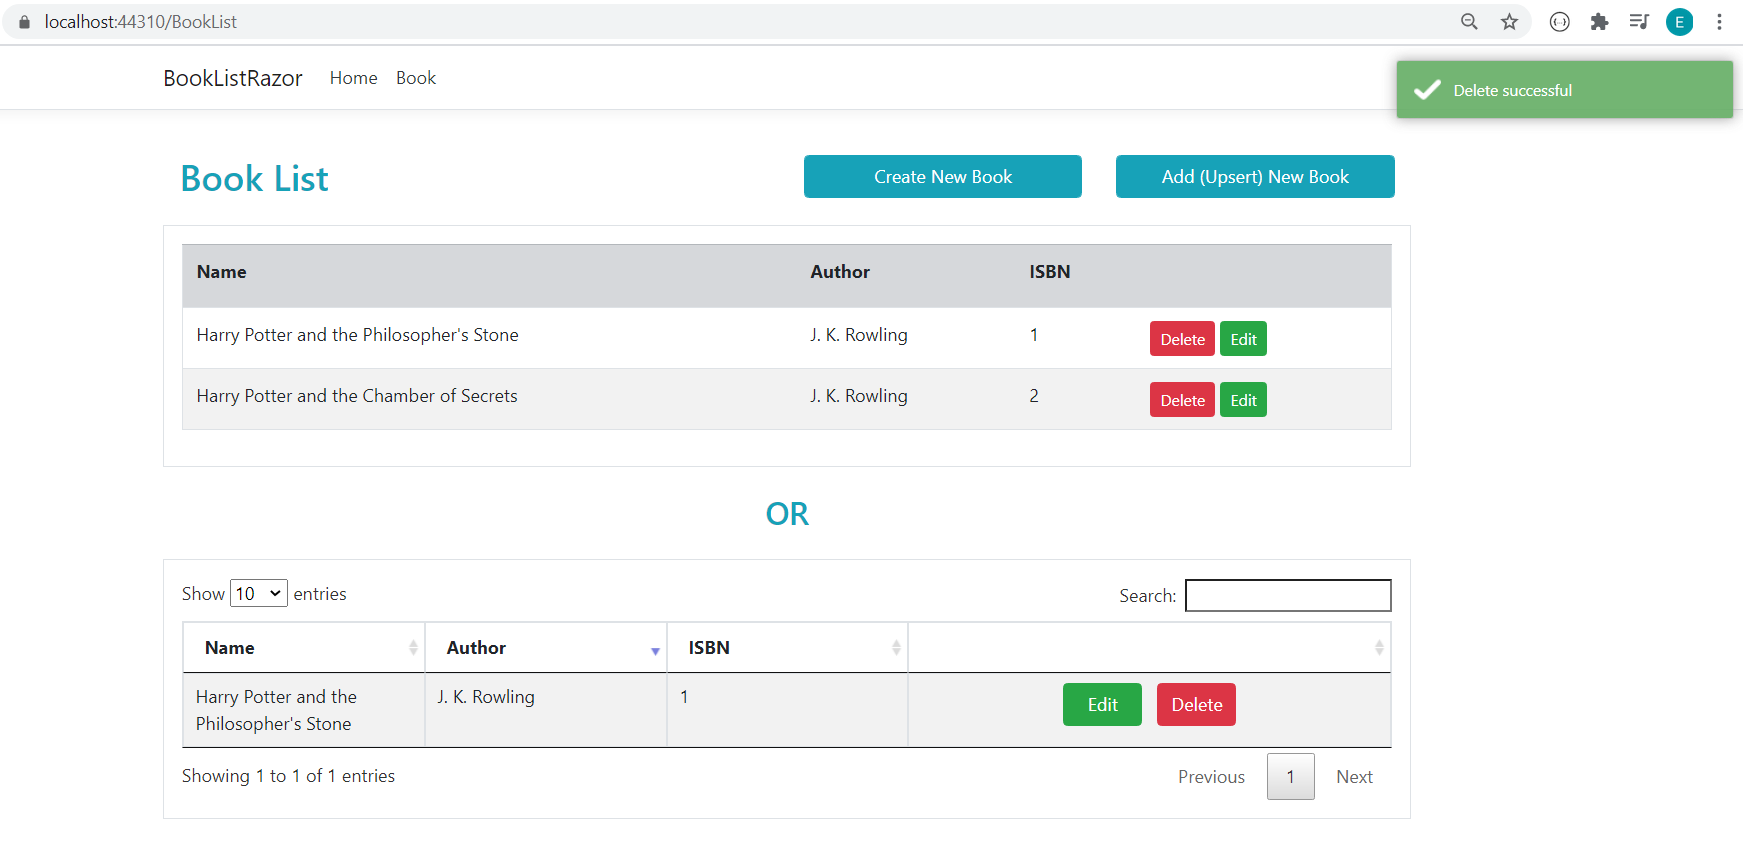 localhost:44310/BookList
E
BookListRazor Home Book
Delete successful
Book List
Create New Book
Add (Upsert) New Book
Name Author ISBN
Harry Potter and the Philosopher's Stone J. K. Rowling 1 Delete Edit
Harry Potter and the Chamber of Secrets J. K. Rowling 2 Delete Edit
OR
Show 10 entries
Search:
Name Author ISBN
Harry Potter and the J. K. Rowling 1 Edit Delete
Philosopher's Stone
Showing 1 to 1 of 1 entries
Previous 1 Next